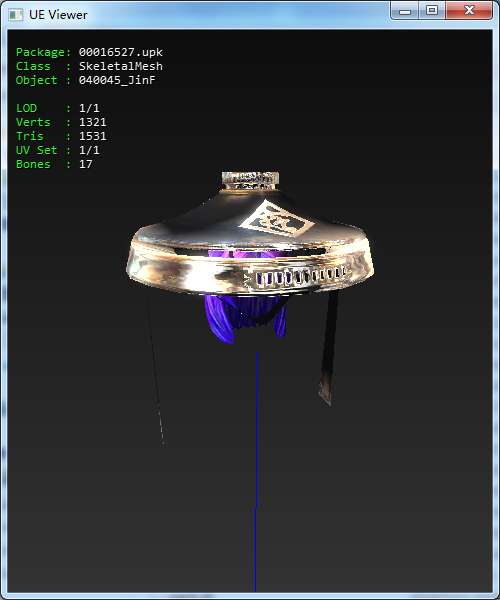 UE Viewer
Package: 00016527.upk
Class  : SkeletalMesh
Object : 040045_JinF
LOD    : 1/1
Verts  : 1321
Tris   : 1531
UV Set : 1/1
Bones  : 17